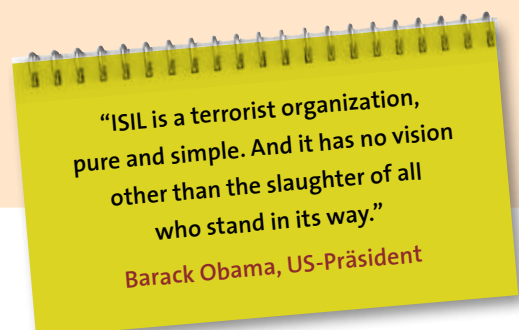 “ISIL is a terrorist organization,
pure and simple. And it has no vision
other than the slaughter of all
who stand in its way.”
Barack Obama, US-Präsident